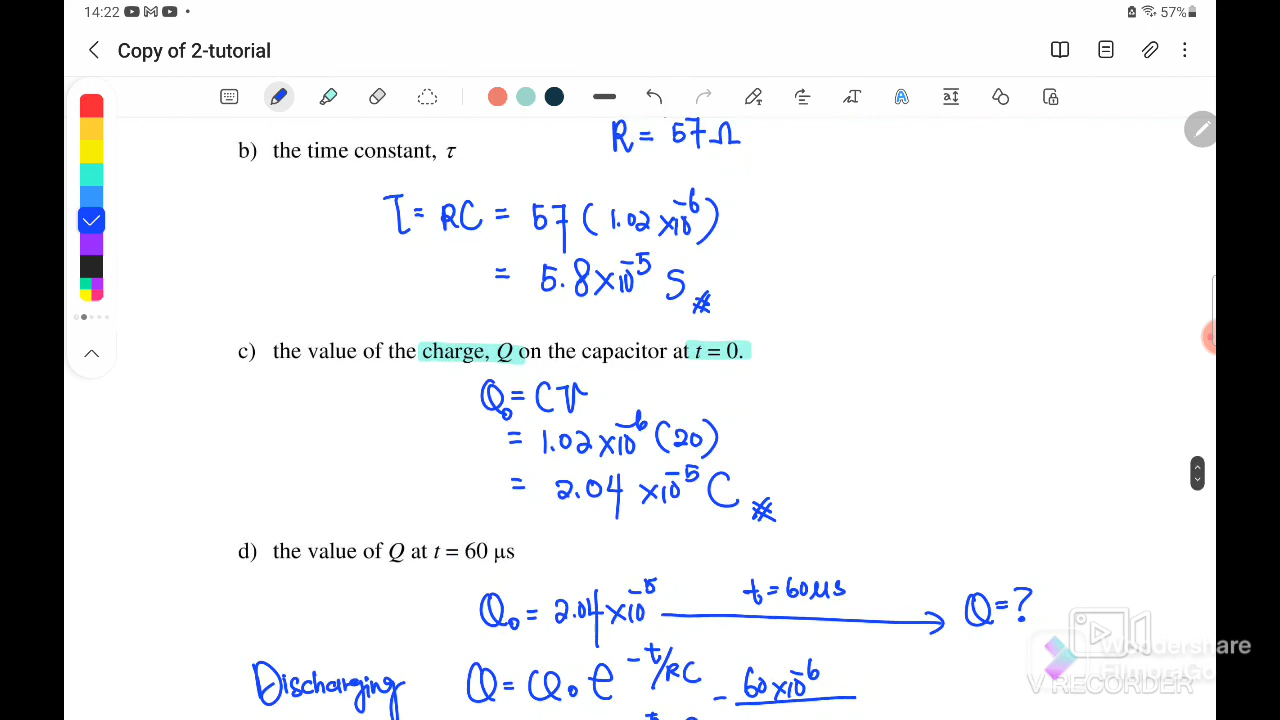 14:22 57%
Copy of 2-tutorial
R = 57 Ω
b) the time constant, τ
τ = RC = 57 ( 1.02 ×10⁻⁶ )
= 5.8 ×10⁻⁵ S
c) the value of the charge, Q on the capacitor at t = 0.
Q₀ = CV
= 1.02 ×10⁻⁶ (20)
= 2.04 ×10⁻⁵ C
d) the value of Q at t = 60 μs
Q₀ = 2.04 ×10⁻⁵ t = 60 μs Q = ?
Discharging Q = Q₀ e^(-t/RC) - 60 ×10⁻⁶
Wondershare
FilmoraGo
V RECORDER